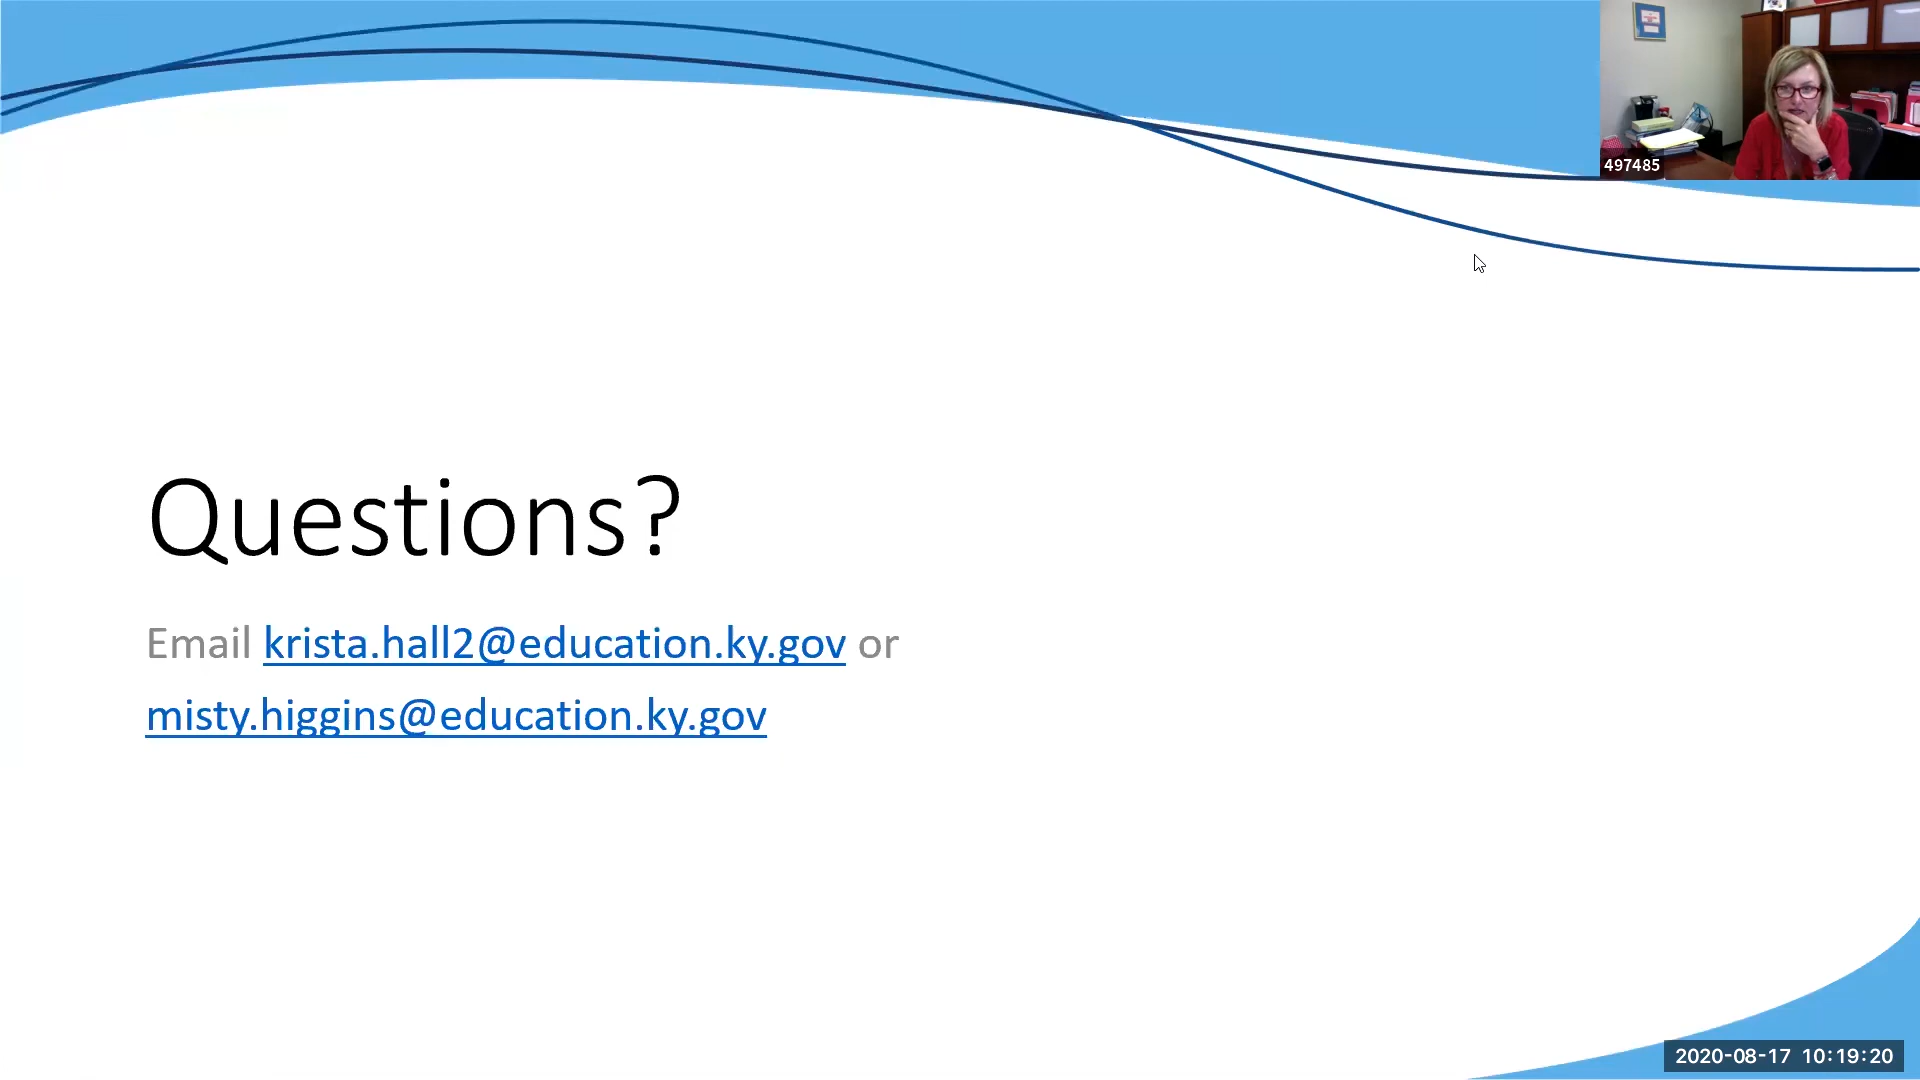 497485
Questions?
Email krista.hall2@education.ky.gov or
misty.higgins@education.ky.gov
2020-08-17 10:19:20